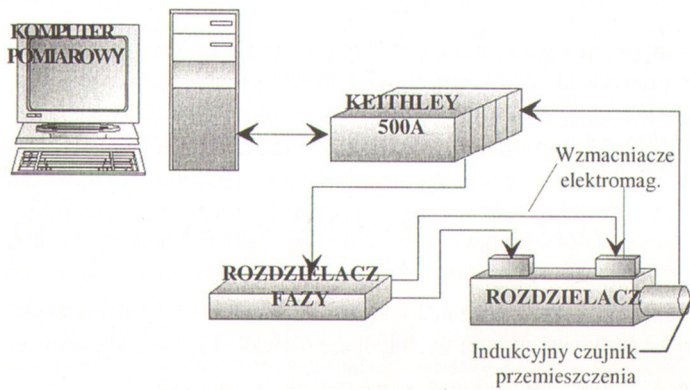 KOMPUTER
POMIAROWY
KEITHLEY
500A
Wzmacniacze
elektromag.
ROZDZIELACZ
FAZY
ROZDZIELACZ
Indukcyjny czujnik
przemieszczenia